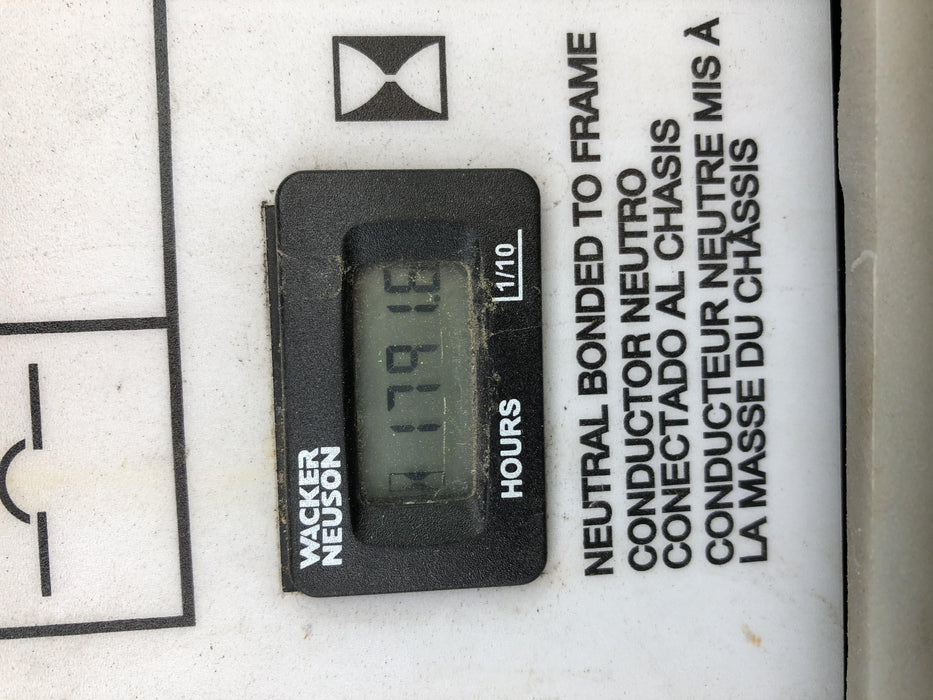 WACKER
NEUSON
HOURS 1/10
NEUTRAL BONDED TO FRAME
CONDUCTOR NEUTRO
CONECTADO AL CHASIS
CONDUCTEUR NEUTRE MIS À
LA MASSE DU CHÂSSIS